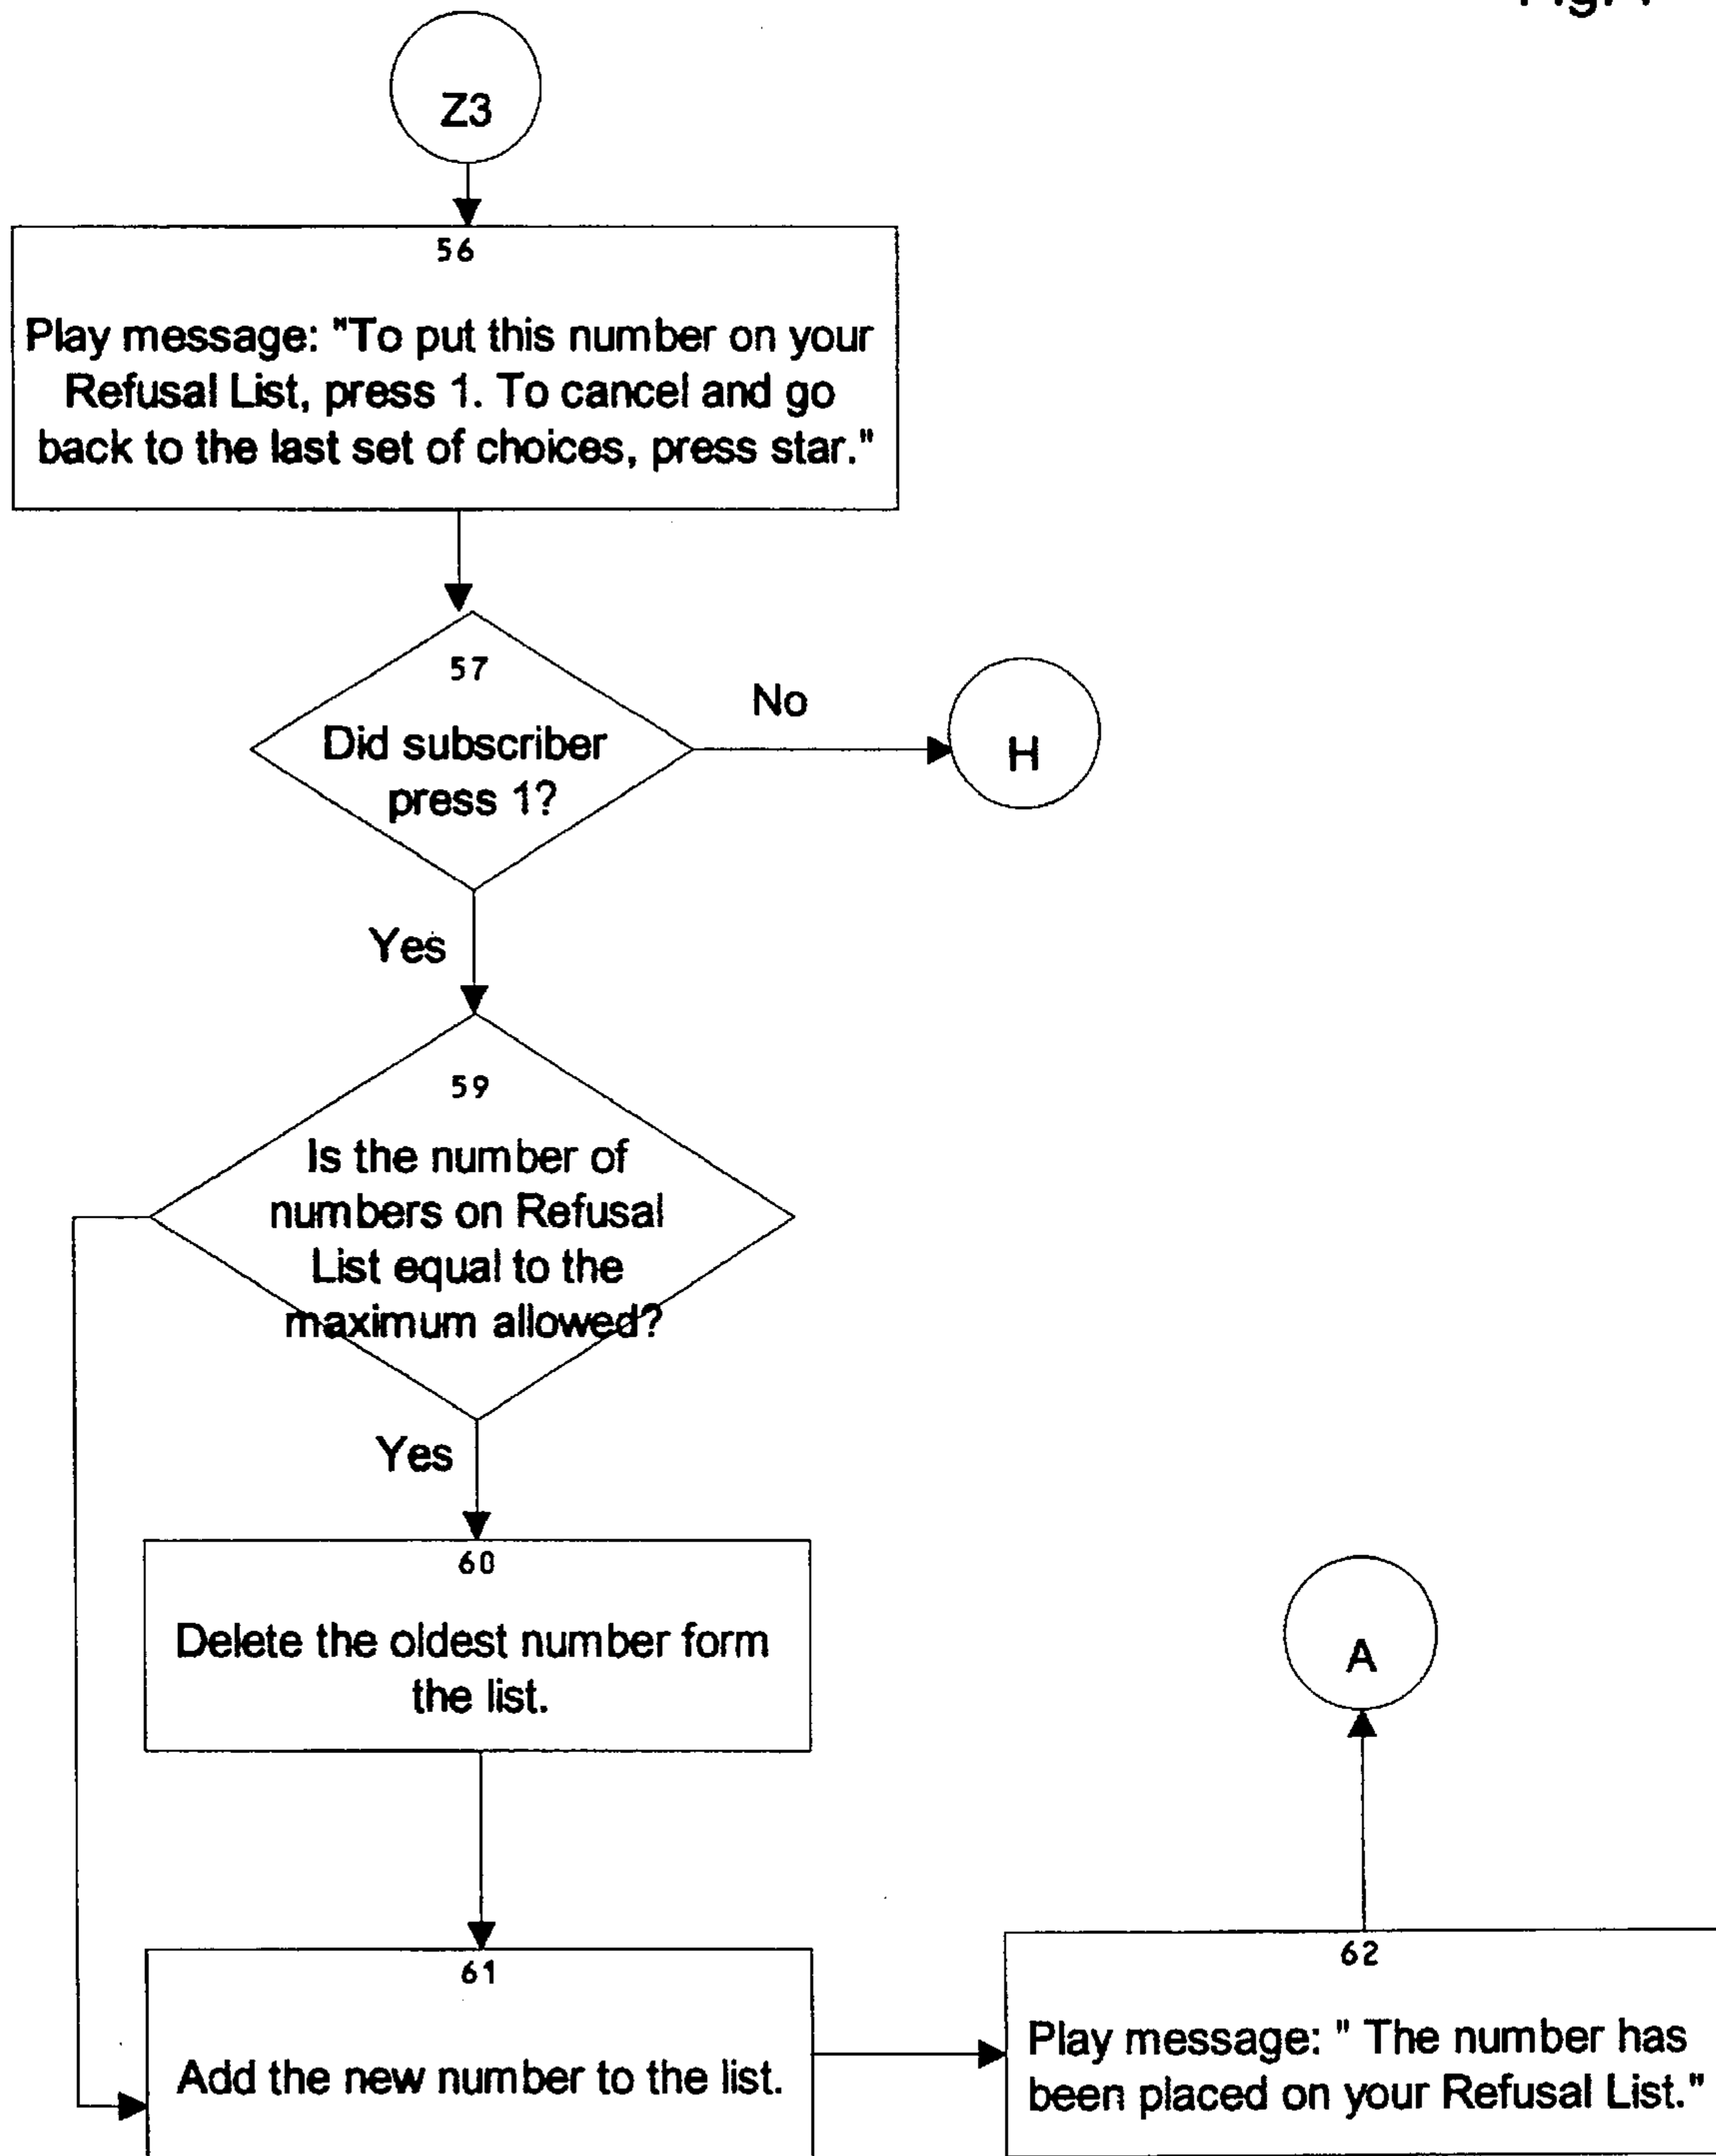 Z3
56
Play message: "To put this number on your
Refusal List, press 1. To cancel and go
back to the last set of choices, press star."
57
Did subscriber
press 1?
No
H
Yes
59
Is the number of
numbers on Refusal
List equal to the
maximum allowed?
Yes
60
Delete the oldest number form
the list.
A
61
Add the new number to the list.
62
Play message: " The number has
been placed on your Refusal List."